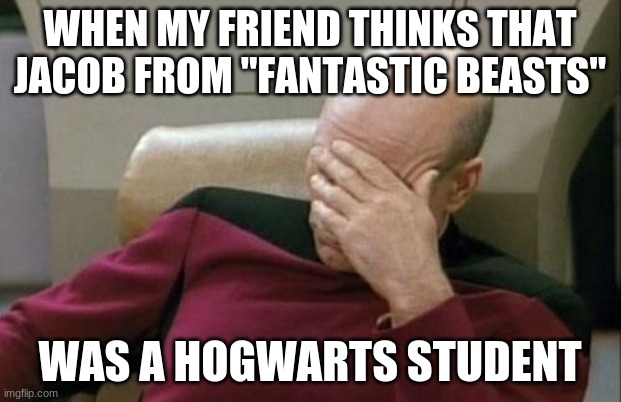 WHEN MY FRIEND THINKS THAT
JACOB FROM "FANTASTIC BEASTS"
WAS A HOGWARTS STUDENT
imgflip.com